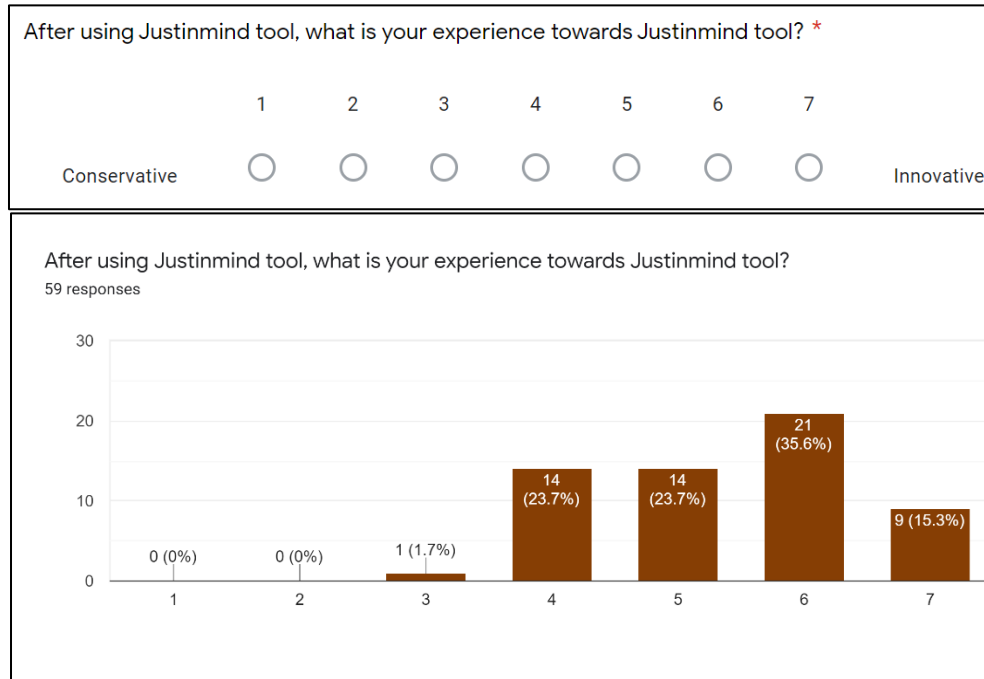 After using Justinmind tool, what is your experience towards Justinmind tool? *
1 2 3 4 5 6 7
Conservative Innovative
After using Justinmind tool, what is your experience towards Justinmind tool?
59 responses
30
20
10
0
0 (0%)
0 (0%)
1 (1.7%)
14
(23.7%)
14
(23.7%)
21
(35.6%)
9 (15.3%)
1 2 3 4 5 6 7